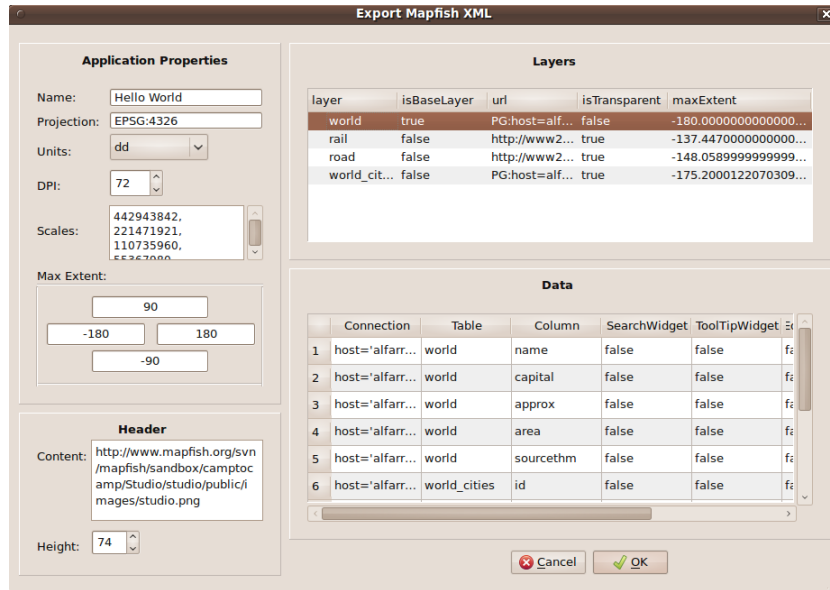 Export Mapfish XML
Application Properties
Name: Hello World
Projection: EPSG:4326
Units: dd
DPI: 72
Scales: 442943842,
221471921,
110735960,
55367980
Max Extent:
90
-180 180
-90
Header
Content: http://www.mapfish.org/svn
/mapfish/sandbox/camptoc
amp/Studio/studio/public/i
mages/studio.png
Height: 74
Layers
layer isBaseLayer url isTransparent maxExtent
world true PG:host=alf... false -180.0000000000000...
rail false http://www2... true -137.4470000000000...
road false http://www2... true -148.0589999999999...
world_cit... false PG:host=alf... true -175.2000122070309...
Data
Connection Table Column SearchWidget ToolTipWidget
1 host='alfarr... world name false false
2 host='alfarr... world capital false false
3 host='alfarr... world approx false false
4 host='alfarr... world area false false
5 host='alfarr... world sourcethm false false
6 host='alfarr... world_cities id false false
Cancel OK